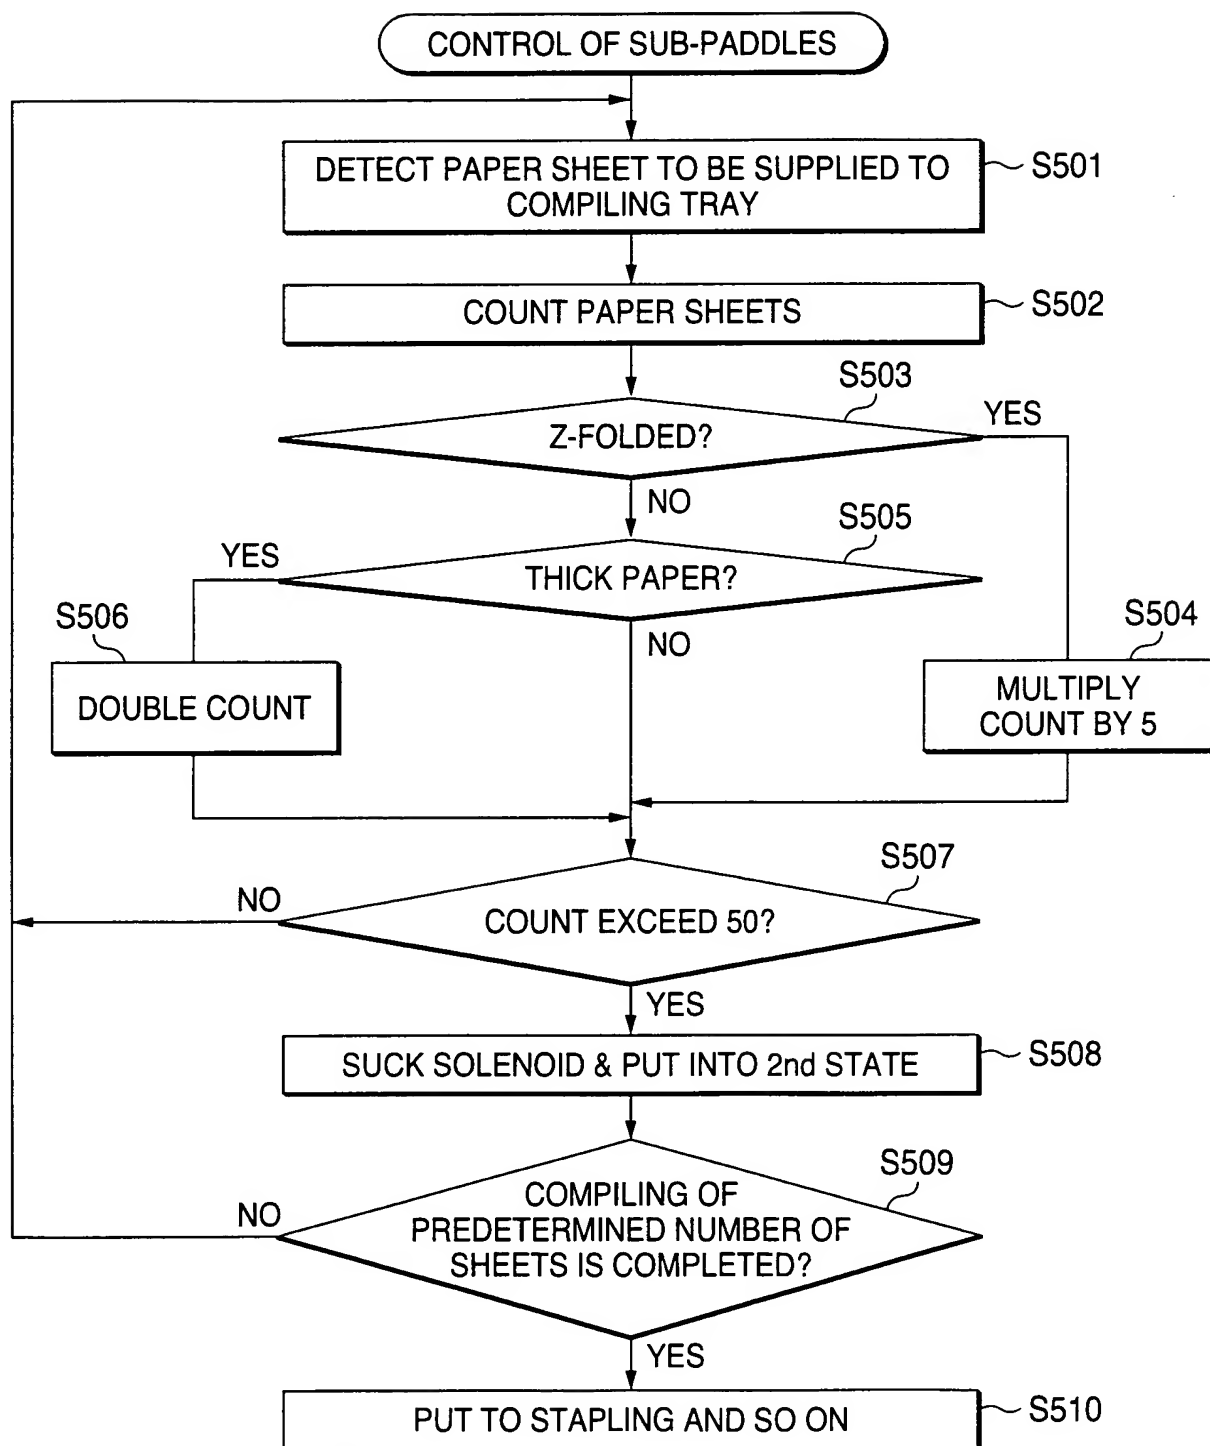 CONTROL OF SUB-PADDLES
DETECT PAPER SHEET TO BE SUPPLIED TO
COMPILING TRAY
S501
COUNT PAPER SHEETS
S502
S503
Z-FOLDED?
YES
NO
S505
YES
THICK PAPER?
NO
S506
DOUBLE COUNT
S504
MULTIPLY
COUNT BY 5
S507
NO
COUNT EXCEED 50?
YES
SUCK SOLENOID & PUT INTO 2nd STATE
S508
S509
NO
COMPILING OF
PREDETERMINED NUMBER OF
SHEETS IS COMPLETED?
YES
PUT TO STAPLING AND SO ON
S510